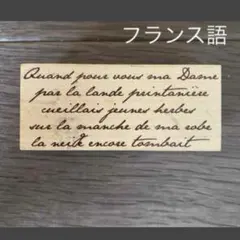 フランス語
Quand pour vous ma Dame
par la lande printanière
cueillais jeunes herbes
sur la manche de ma robe
la neige encore tombait